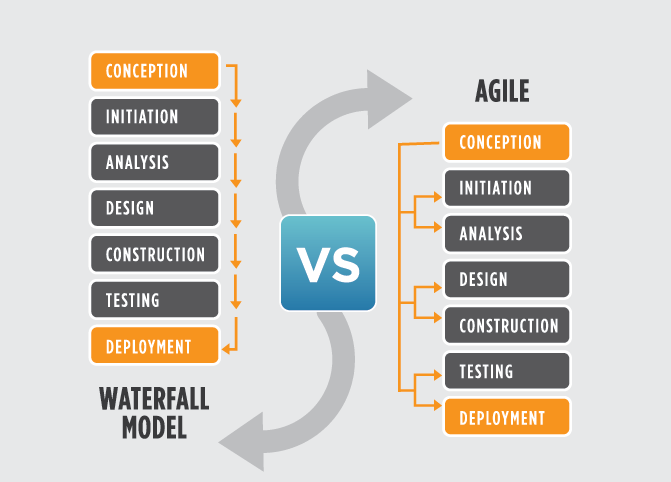 CONCEPTION
INITIATION
ANALYSIS
DESIGN
CONSTRUCTION
TESTING
DEPLOYMENT
WATERFALL
MODEL
VS
AGILE
CONCEPTION
INITIATION
ANALYSIS
DESIGN
CONSTRUCTION
TESTING
DEPLOYMENT